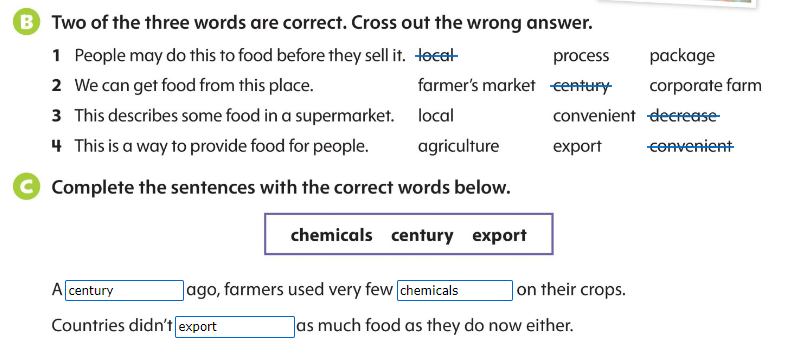 B Two of the three words are correct. Cross out the wrong answer.
1 People may do this to food before they sell it. local process package
2 We can get food from this place. farmer's market century corporate farm
3 This describes some food in a supermarket. local convenient decrease
4 This is a way to provide food for people. agriculture export convenient
C Complete the sentences with the correct words below.
chemicals century export
A century ago, farmers used very few chemicals on their crops.
Countries didn't export as much food as they do now either.